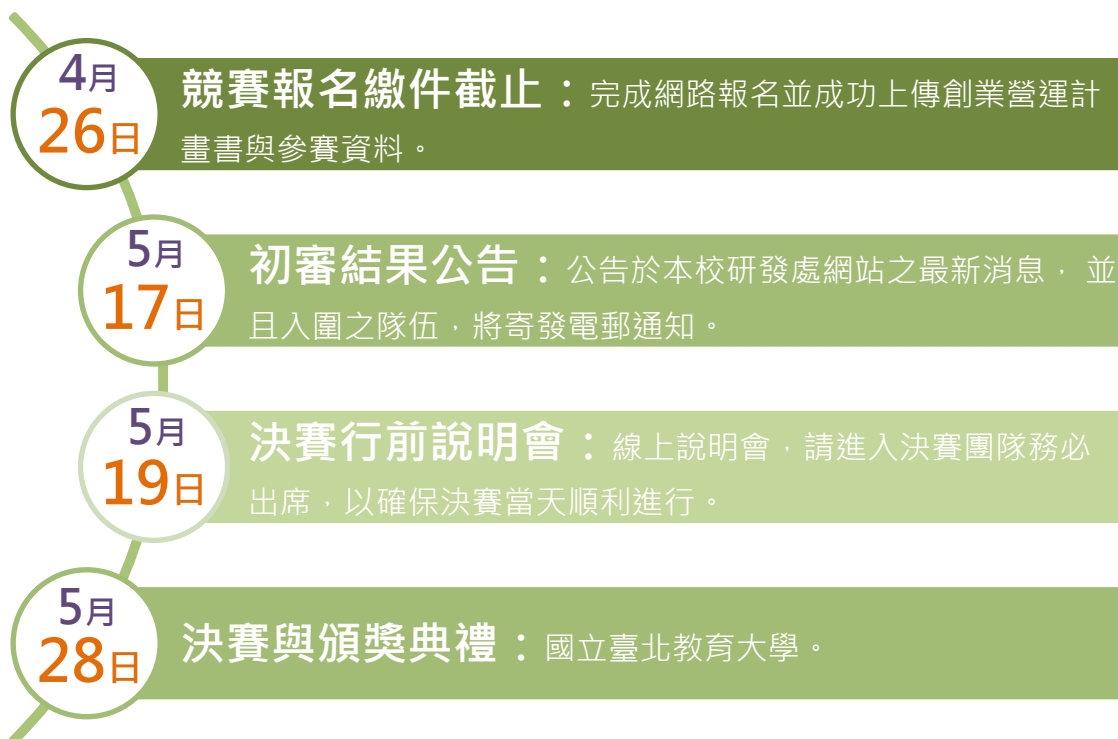 4月
26日
競賽報名繳件截止：完成網路報名並成功上傳創業營運計
畫書與參賽資料。
5月
17日
初審結果公告：公告於本校研發處網站之最新消息， 並
且入圍之隊伍，將寄發電郵通知。
5月
19日
決賽行前說明會：線上說明會，請進入決賽團隊務必
出席，以確保決賽當天順利進行。
5月
28日
決賽與頒獎典禮：國立臺北教育大學。